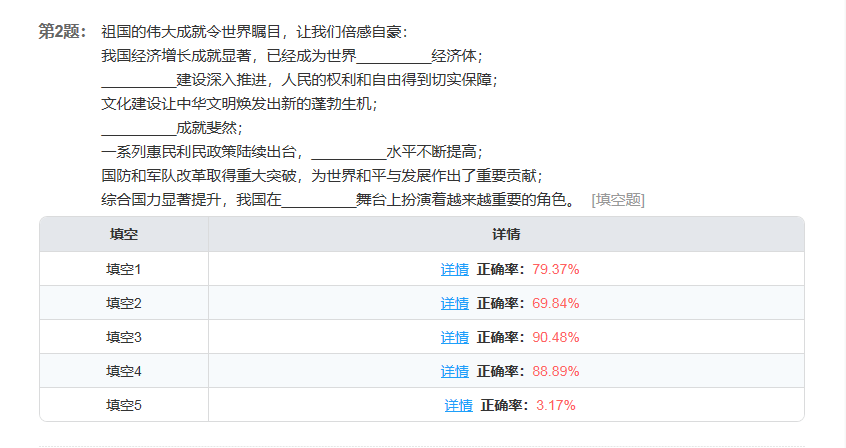 第2题： 祖国的伟大成就令世界瞩目，让我们倍感自豪：
我国经济增长成就显著，已经成为世界__________经济体；
__________建设深入推进，人民的权利和自由得到切实保障；
文化建设让中华文明焕发出新的蓬勃生机；
__________成就斐然；
一系列惠民利民政策陆续出台，__________水平不断提高；
国防和军队改革取得重大突破，为世界和平与发展作出了重要贡献；
综合国力显著提升，我国在__________舞台上扮演着越来越重要的角色。 [填空题]
填空 详情
填空1 详情 正确率：79.37%
填空2 详情 正确率：69.84%
填空3 详情 正确率：90.48%
填空4 详情 正确率：88.89%
填空5 详情 正确率：3.17%